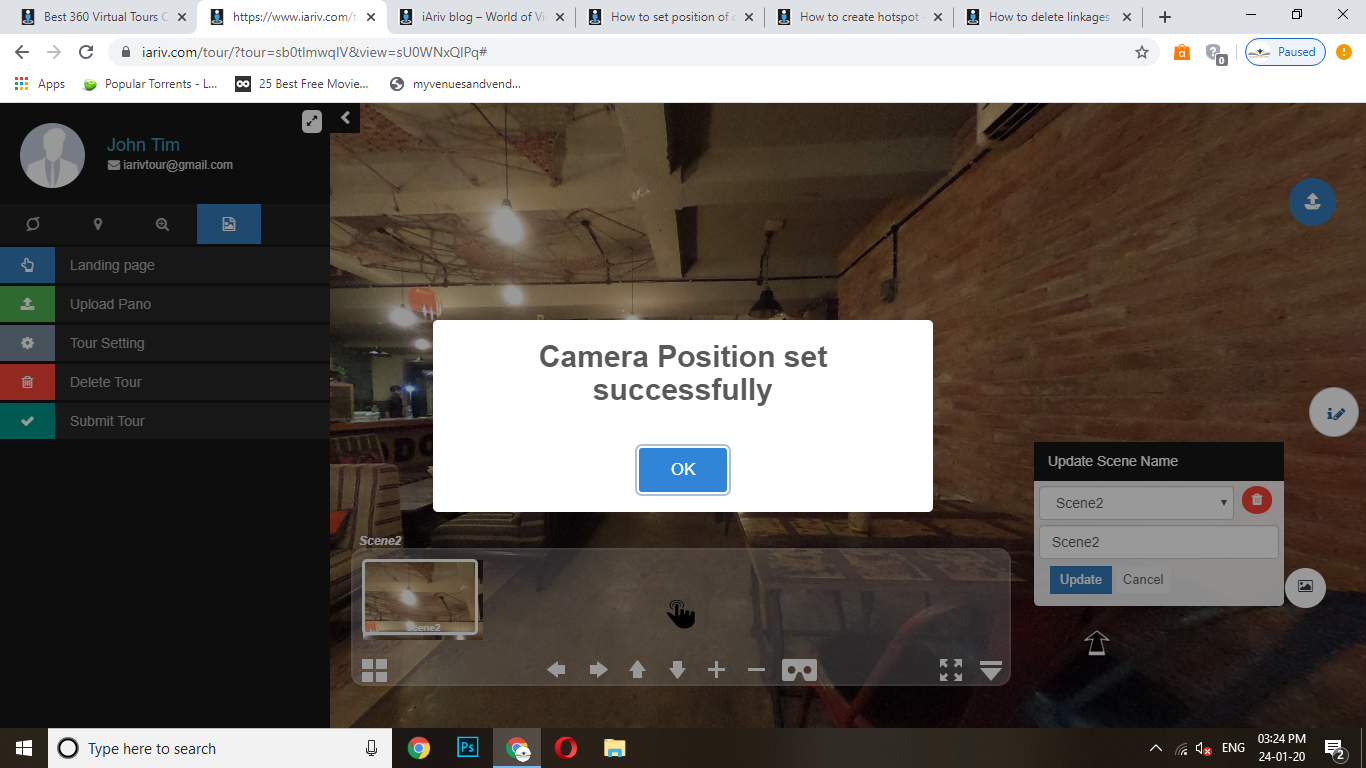 Best 360 Virtual Tours C
https://www.iariv.com/t
iAriv blog – World of Vi
How to set position of
How to create hotspot
How to delete linkages
iariv.com/tour/?tour=sb0tlmwqlV&view=sU0WNxQlPq#
0
Paused
Apps
Popular Torrents - L...
25 Best Free Movie...
myvenuesandvend...
John Tim
iarivtour@gmail.com
Landing page
Upload Pano
Tour Setting
Delete Tour
Submit Tour
Camera Position set
successfully
OK
Update Scene Name
Scene2
Scene2
Update
Cancel
Scene2
Scene2
Type here to search
Ps
ENG
03:24 PM
24-01-20
2